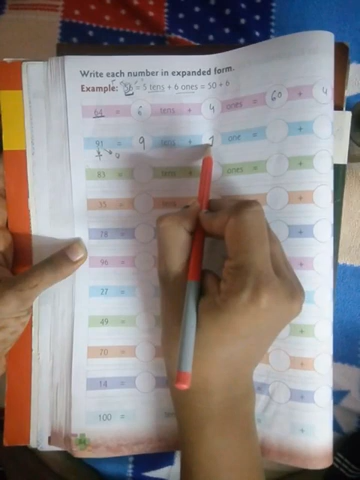 Write each number in expanded form.
Example: 56 = 5 tens + 6 ones = 50 + 6
64 = 6 tens + 4 ones = 60 + 4
91 = 9 tens + 1 one = +
83 = tens + ones = +
35 = tens
78 =
96 =
27 =
49 = +
70 = +
14 = = +
100 = +